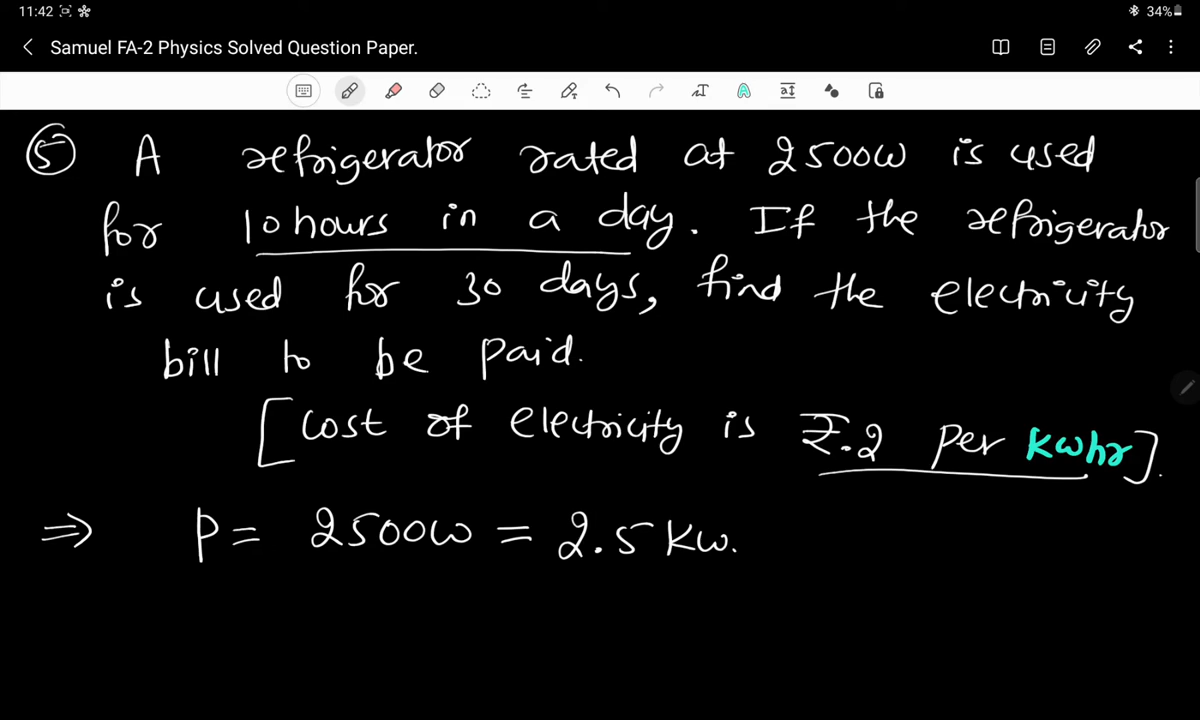 11:42
34%
Samuel FA-2 Physics Solved Question Paper.
⑤ A refrigerator rated at 2500W is used
for 10 hours in a day. If the refrigerator
is used for 30 days, find the electricity
bill to be paid.
[Cost of electricity is ₹.2 per kwhr].
⇒ P = 2500W = 2.5 KW.